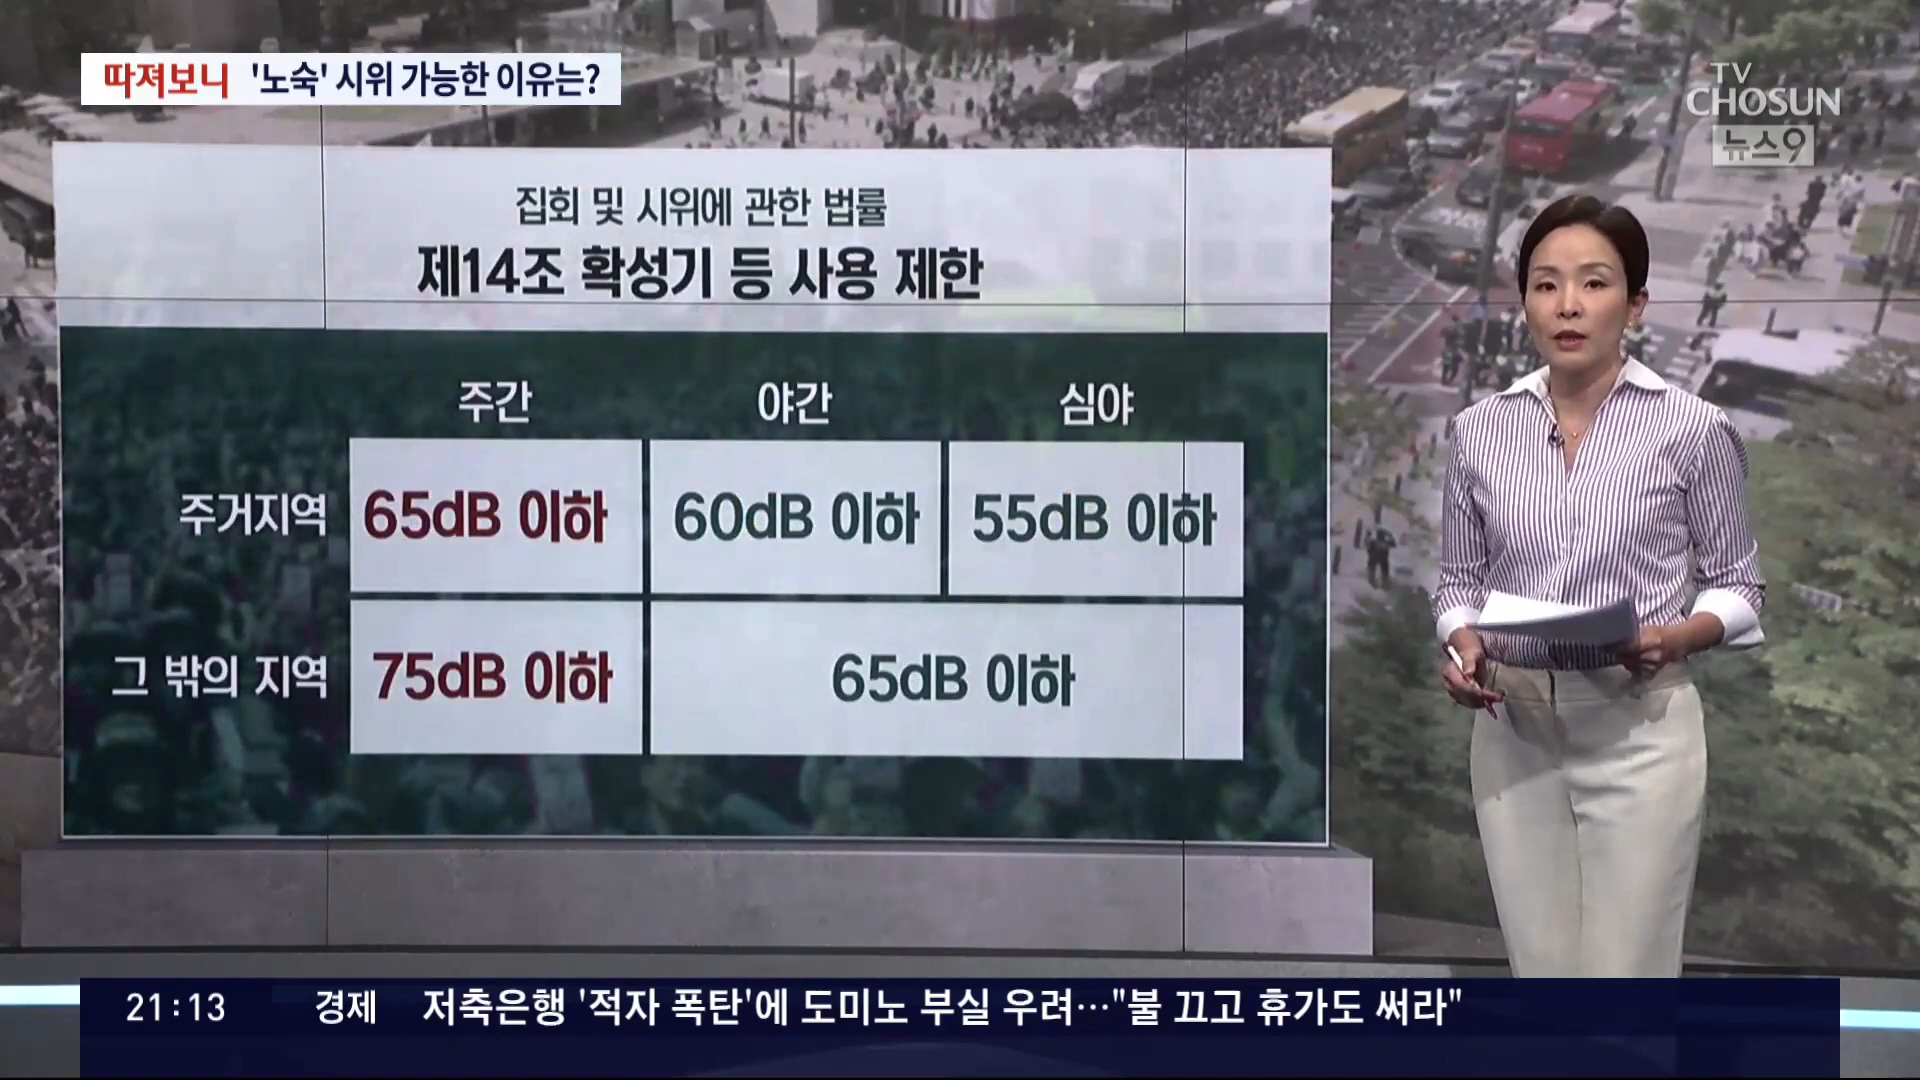 따져보니 '노숙' 시위 가능한 이유는?
TV
CHOSUN
뉴스9
집회 및 시위에 관한 법률
제14조 확성기 등 사용 제한
주간 야간 심야
주거지역 65dB 이하 60dB 이하 55dB 이하
그 밖의 지역 75dB 이하 65dB 이하
21:13 경제 저축은행 '적자 폭탄'에 도미노 부실 우려…"불 끄고 휴가도 써라"